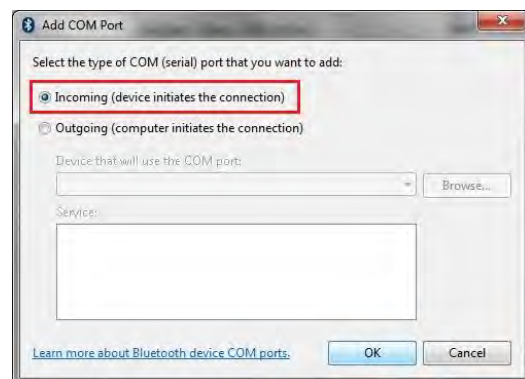 Add COM Port
Select the type of COM (serial) port that you want to add:
Incoming (device initiates the connection)
Outgoing (computer initiates the connection)
Device that will use the COM port:
Browse...
Service:
Learn more about Bluetooth device COM ports.
OK
Cancel